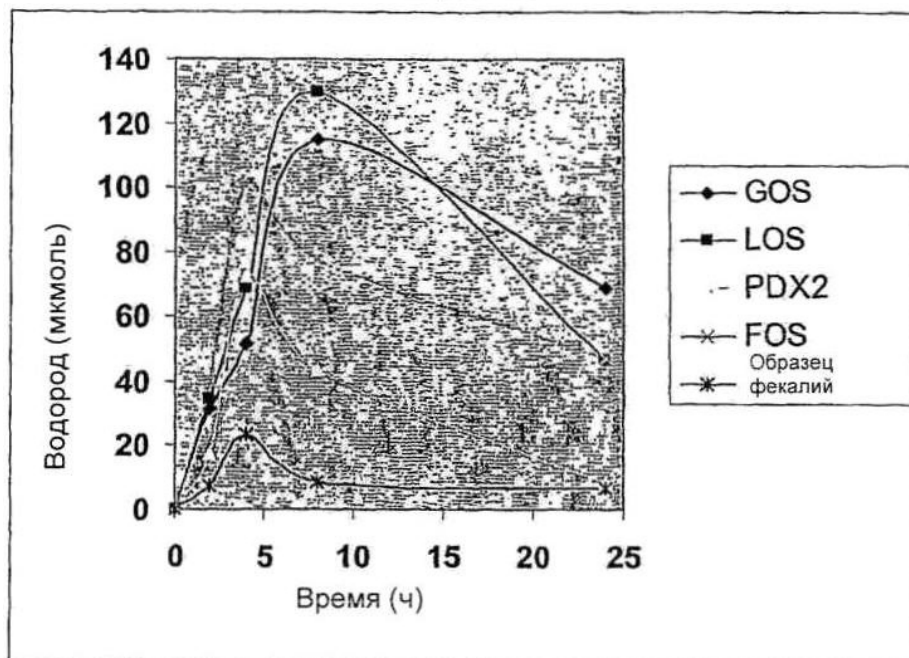 140
120
100
80
60
40
20
0
Водород (мкмоль)
0 5 10 15 20 25
Время (ч)
GOS
LOS
PDX2
FOS
Образец
фекалий